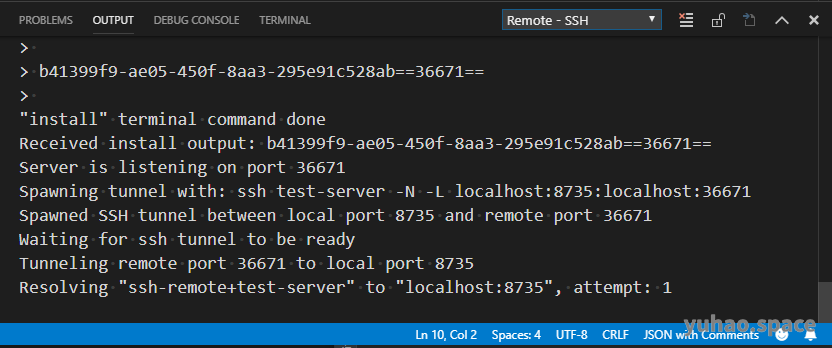 PROBLEMS OUTPUT DEBUG CONSOLE TERMINAL Remote - SSH
>
> b41399f9-ae05-450f-8aa3-295e91c528ab==36671==
>
"install" terminal command done
Received install output: b41399f9-ae05-450f-8aa3-295e91c528ab==36671==
Server is listening on port 36671
Spawning tunnel with: ssh test-server -N -L localhost:8735:localhost:36671
Spawned SSH tunnel between local port 8735 and remote port 36671
Waiting for ssh tunnel to be ready
Tunneling remote port 36671 to local port 8735
Resolving "ssh-remote+test-server" to "localhost:8735", attempt: 1
yuhao.space
Ln 10, Col 2 Spaces: 4 UTF-8 CRLF JSON with Comments